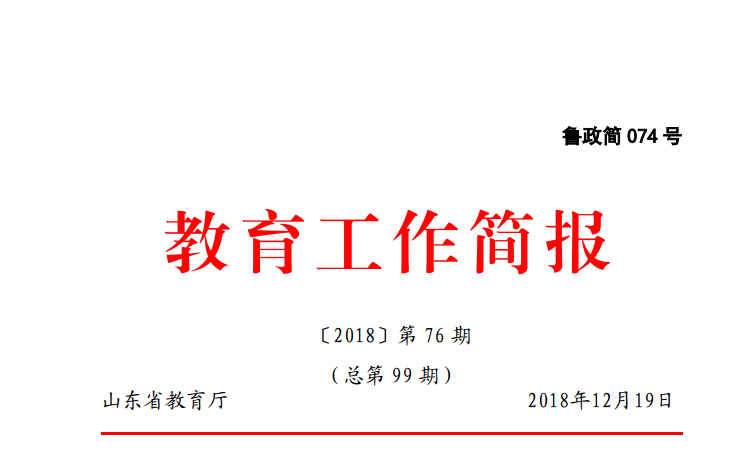 鲁政简 074 号
教育工作简报
〔2018〕第 76 期
（总第 99 期）
山东省教育厅 2018年12月19日